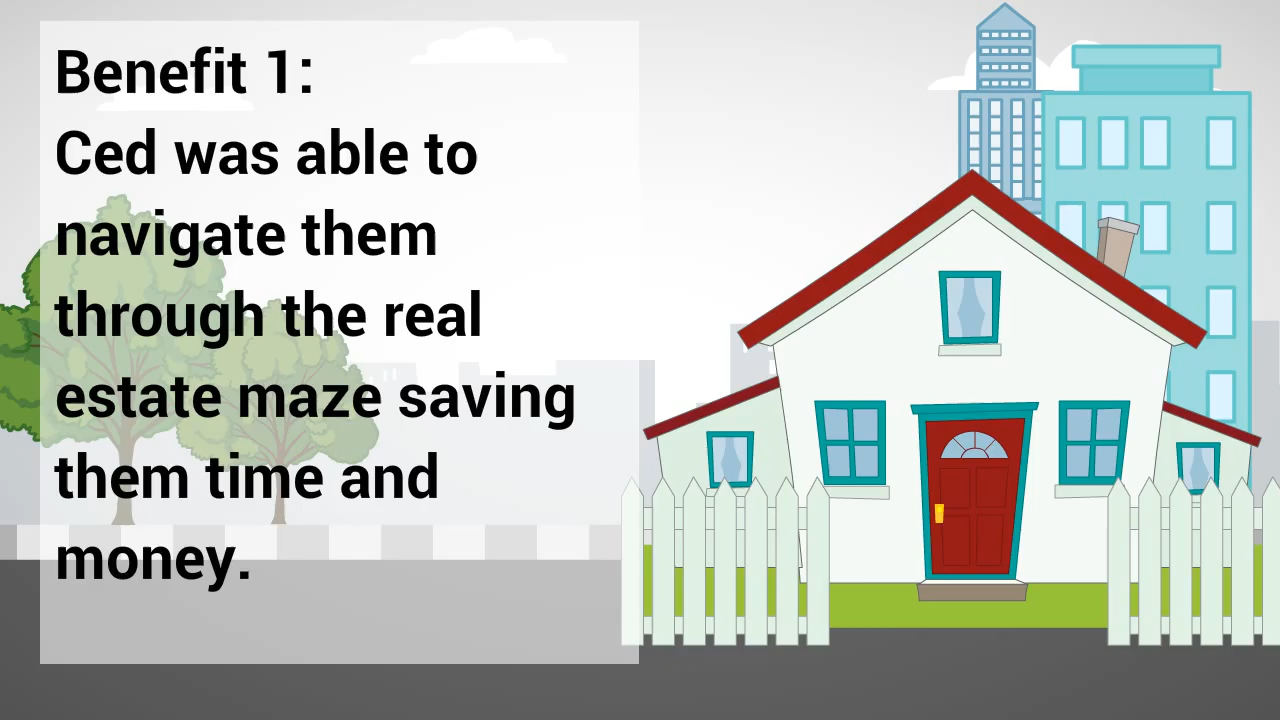 Benefit 1:
Ced was able to
navigate them
through the real
estate maze saving
them time and
money.